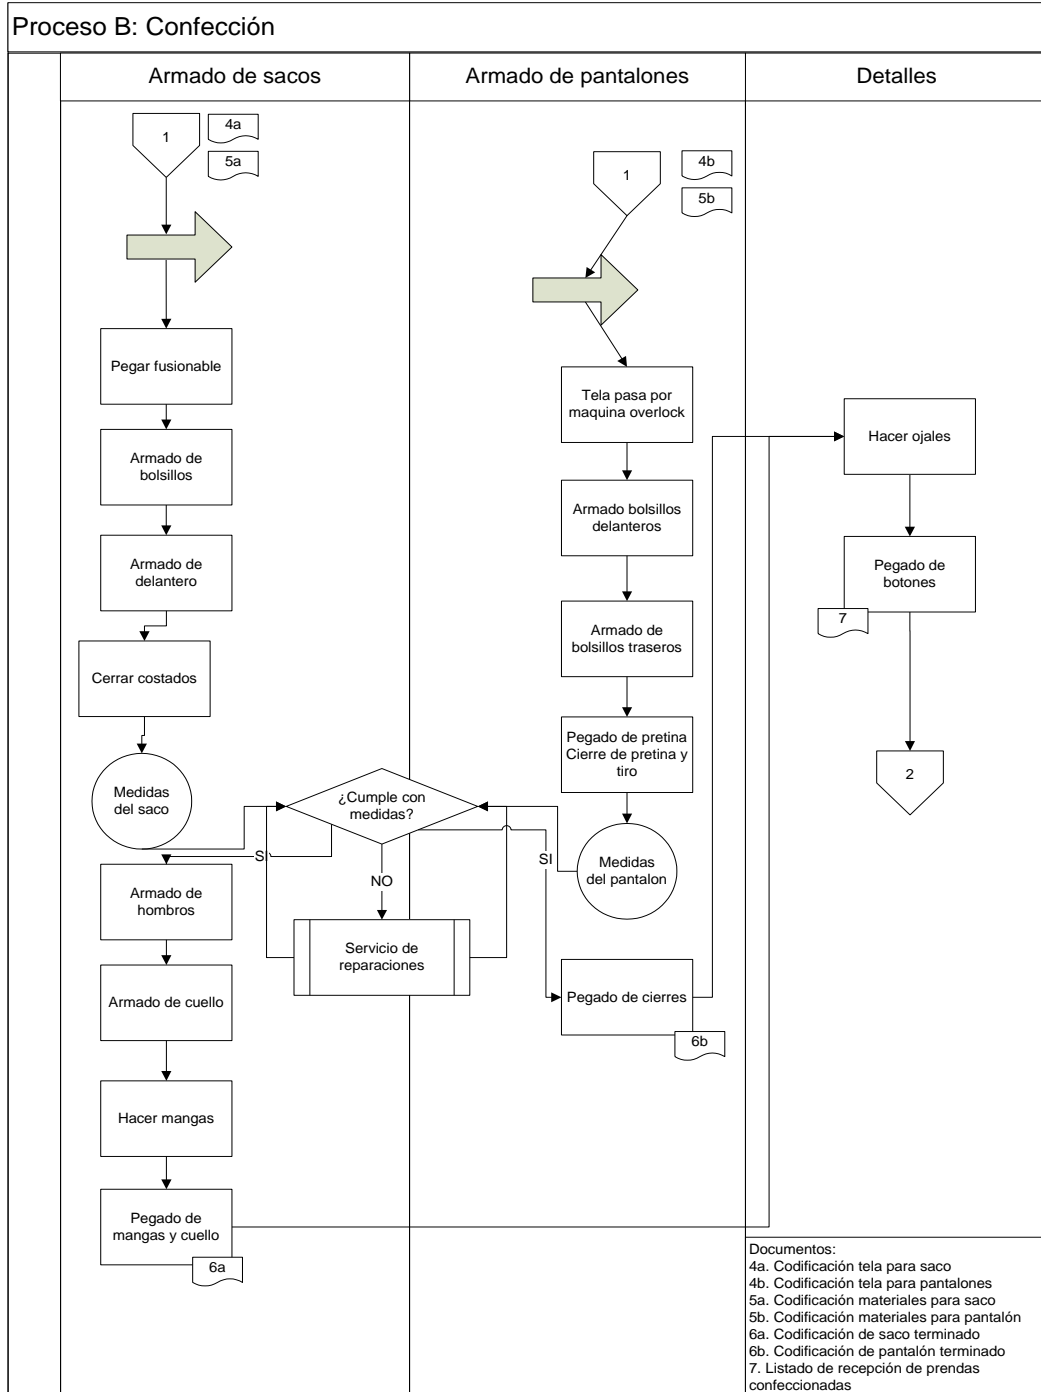 Proceso B: Confección
Armado de sacos
Armado de pantalones
Detalles
1
4a
5a
Pegar fusionable
Armado de
bolsillos
Armado de
delantero
Cerrar costados
Medidas
del saco
¿Cumple con
medidas?
SI
NO
SI
Servicio de
reparaciones
Armado de
hombros
Armado de cuello
Hacer mangas
Pegado de
mangas y cuello
6a
1
4b
5b
Tela pasa por
maquina overlock
Armado bolsillos
delanteros
Armado de
bolsillos traseros
Pegado de pretina
Cierre de pretina y
tiro
Medidas
del pantalon
Pegado de cierres
6b
Hacer ojales
Pegado de
botones
7
2
Documentos:
4a. Codificación tela para saco
4b. Codificación tela para pantalones
5a. Codificación materiales para saco
5b. Codificación materiales para pantalón
6a. Codificación de saco terminado
6b. Codificación de pantalón terminado
7. Listado de recepción de prendas
confeccionadas